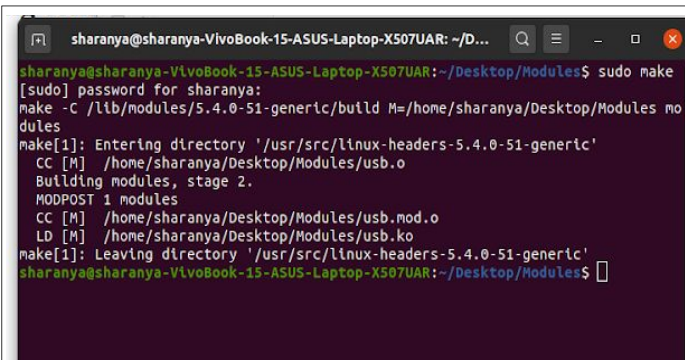 sharanya@sharanya-VivoBook-15-ASUS-Laptop-X507UAR: ~/D...
sharanya@sharanya-VivoBook-15-ASUS-Laptop-X507UAR:~/Desktop/Modules$ sudo make
[sudo] password for sharanya:
make -C /lib/modules/5.4.0-51-generic/build M=/home/sharanya/Desktop/Modules mo
dules
make[1]: Entering directory '/usr/src/linux-headers-5.4.0-51-generic'
  CC [M]  /home/sharanya/Desktop/Modules/usb.o
  Building modules, stage 2.
  MODPOST 1 modules
  CC [M]  /home/sharanya/Desktop/Modules/usb.mod.o
  LD [M]  /home/sharanya/Desktop/Modules/usb.ko
make[1]: Leaving directory '/usr/src/linux-headers-5.4.0-51-generic'
sharanya@sharanya-VivoBook-15-ASUS-Laptop-X507UAR:~/Desktop/Modules$